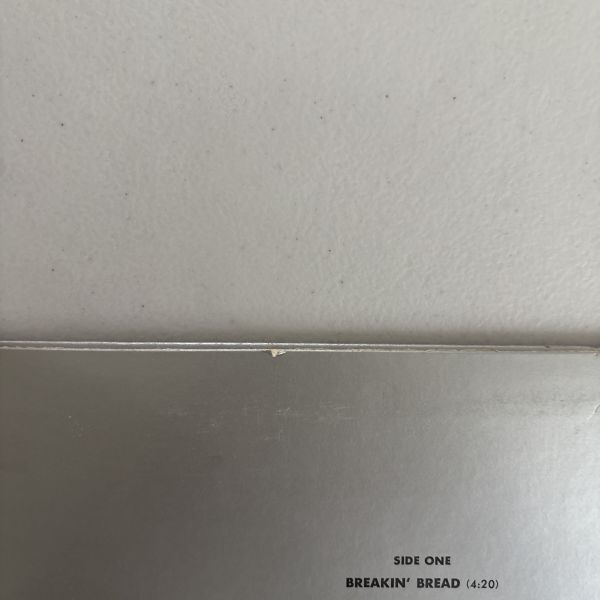 SIDE ONE
BREAKIN' BREAD (4:20)